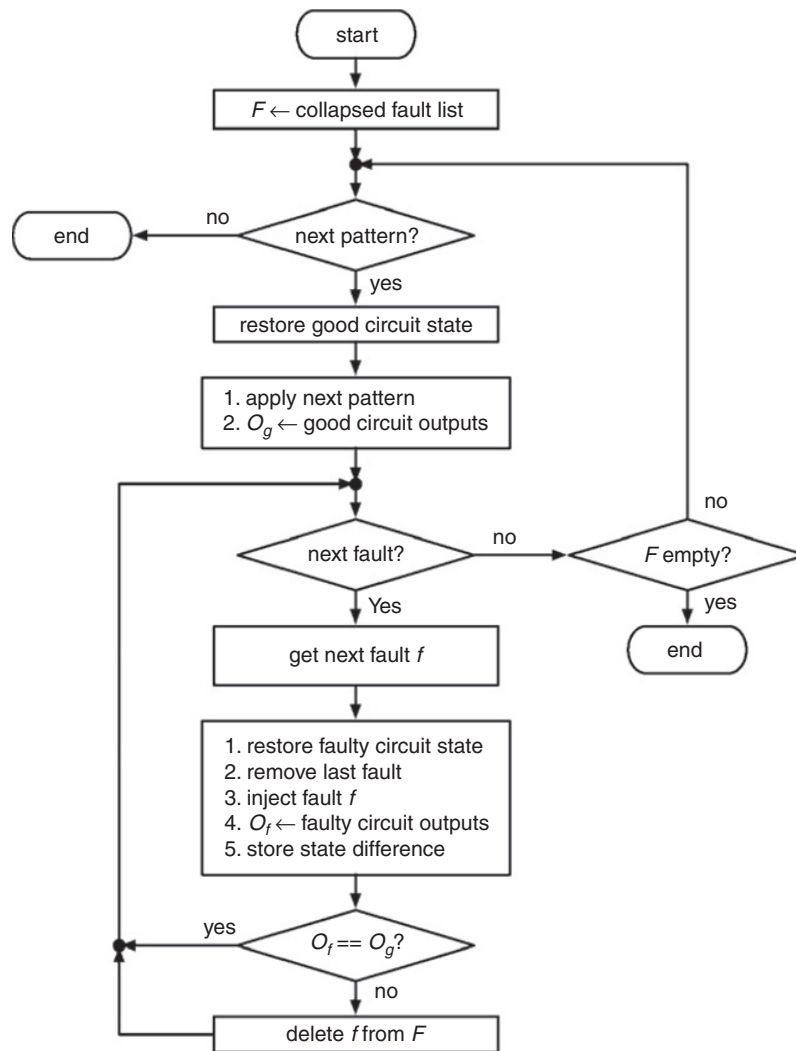 start
F ← collapsed fault list
no
end
next pattern?
yes
restore good circuit state
1. apply next pattern
2. Og ← good circuit outputs
no
next fault?
no
F empty?
Yes
yes
get next fault f
end
1. restore faulty circuit state
2. remove last fault
3. inject fault f
4. Of ← faulty circuit outputs
5. store state difference
yes
Of == Og?
no
delete f from F